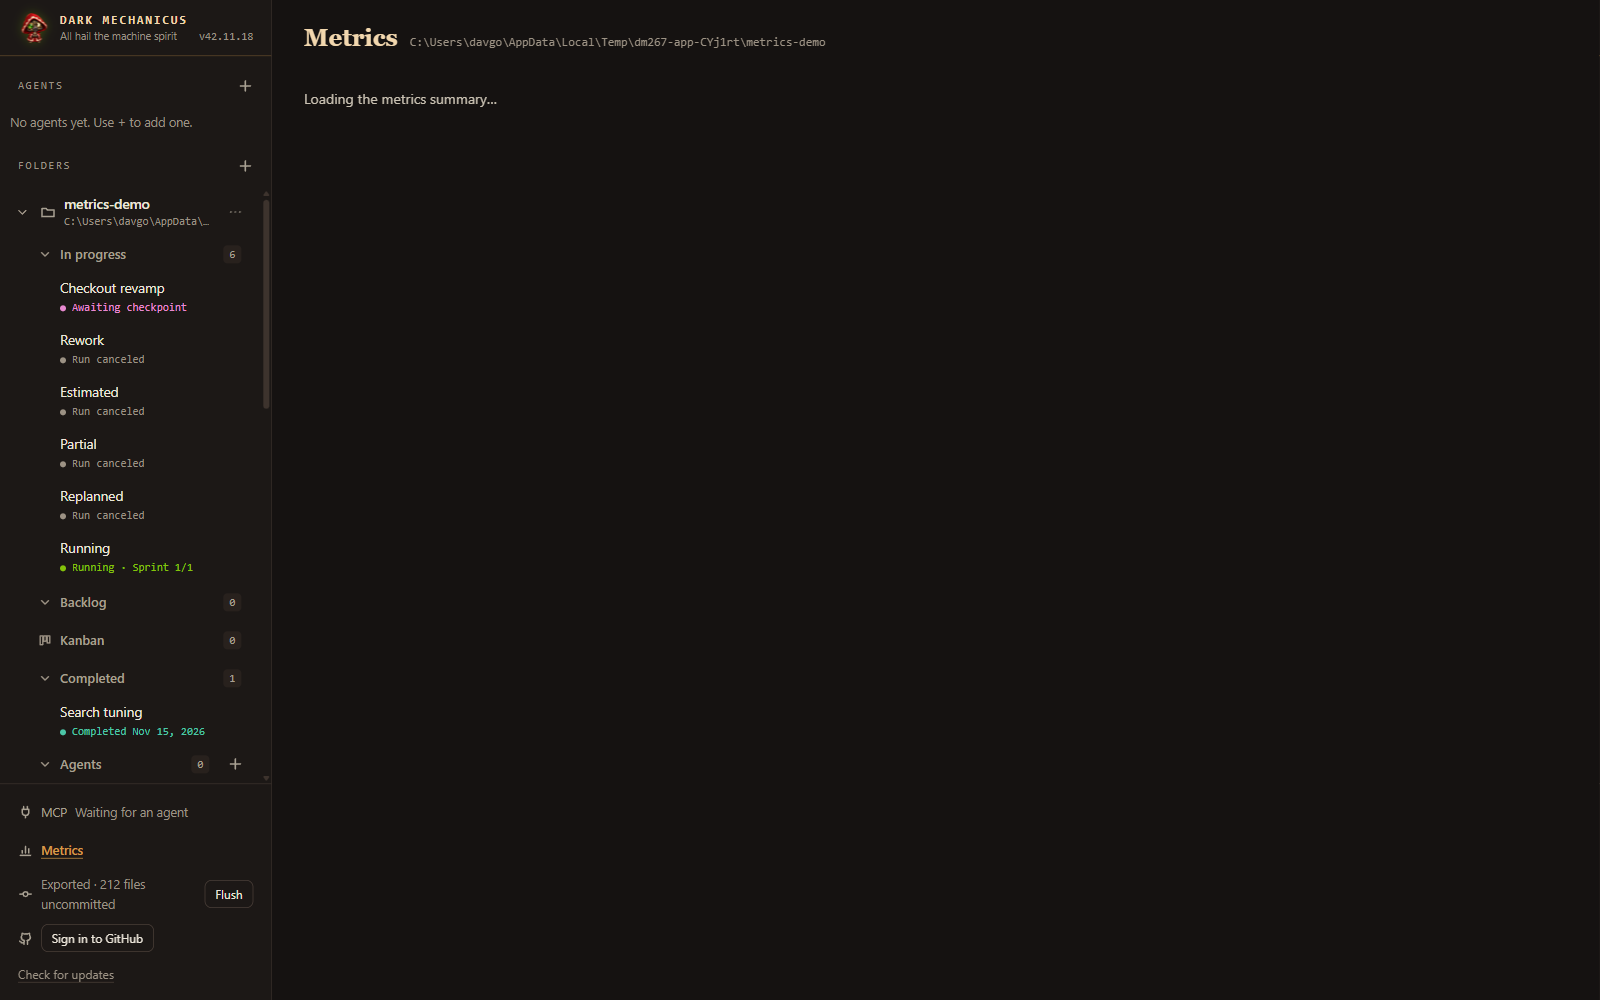 DARK MECHANICUS
All hail the machine spirit v42.11.18
AGENTS
No agents yet. Use + to add one.
FOLDERS
metrics-demo
C:\Users\davgo\AppData\…
In progress 6
Checkout revamp
Awaiting checkpoint
Rework
Run canceled
Estimated
Run canceled
Partial
Run canceled
Replanned
Run canceled
Running
Running · Sprint 1/1
Backlog 0
Kanban 0
Completed 1
Search tuning
Completed Nov 15, 2026
Agents 0
MCP Waiting for an agent
Metrics
Exported · 212 files
uncommitted
Flush
Sign in to GitHub
Check for updates
Metrics C:\Users\davgo\AppData\Local\Temp\dm267-app-CYj1rt\metrics-demo
Loading the metrics summary…